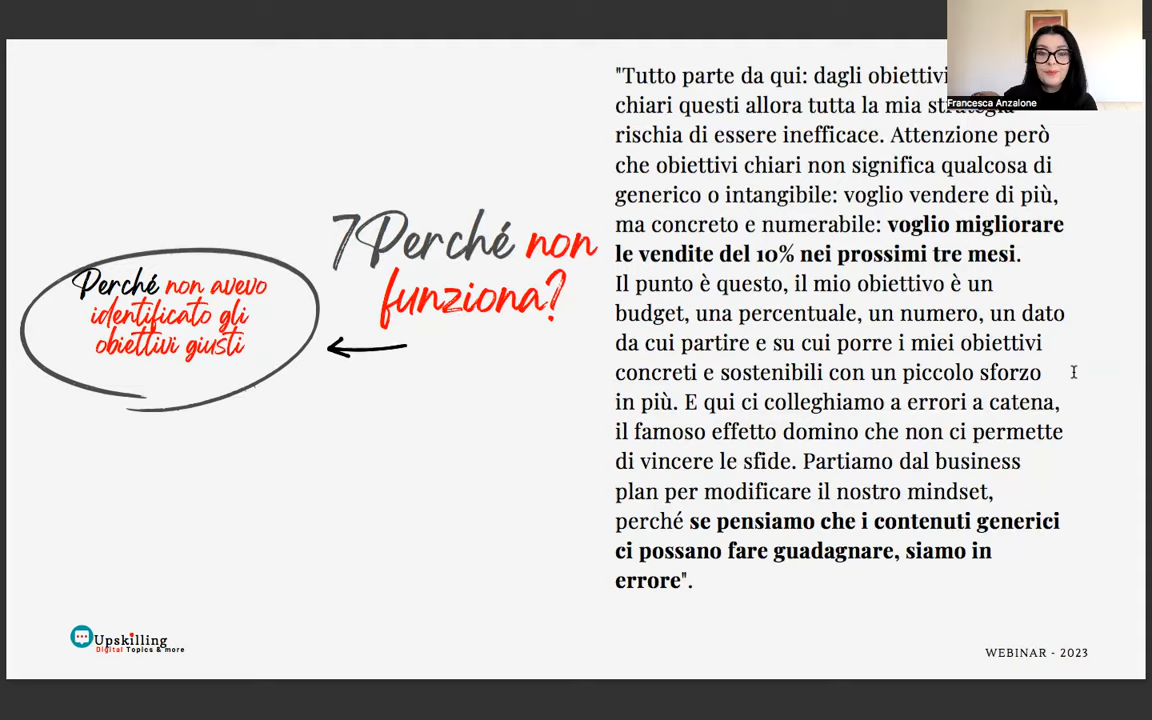 Francesca Anzalone
"Tutto parte da qui: dagli obiettivi
chiari questi allora tutta la mia
rischia di essere inefficace. Attenzione però
che obiettivi chiari non significa qualcosa di
generico o intangibile: voglio vendere di più,
ma concreto e numerabile: voglio migliorare
le vendite del 10% nei prossimi tre mesi.
Il punto è questo, il mio obiettivo è un
budget, una percentuale, un numero, un dato
da cui partire e su cui porre i miei obiettivi
concreti e sostenibili con un piccolo sforzo
in più. E qui ci colleghiamo a errori a catena,
il famoso effetto domino che non ci permette
di vincere le sfide. Partiamo dal business
plan per modificare il nostro mindset,
perché se pensiamo che i contenuti generici
ci possano fare guadagnare, siamo in
errore".
7 Perché non
funziona?
Perché non avevo
identificato gli
obiettivi giusti
Upskilling
Digital Topics & more
WEBINAR - 2023